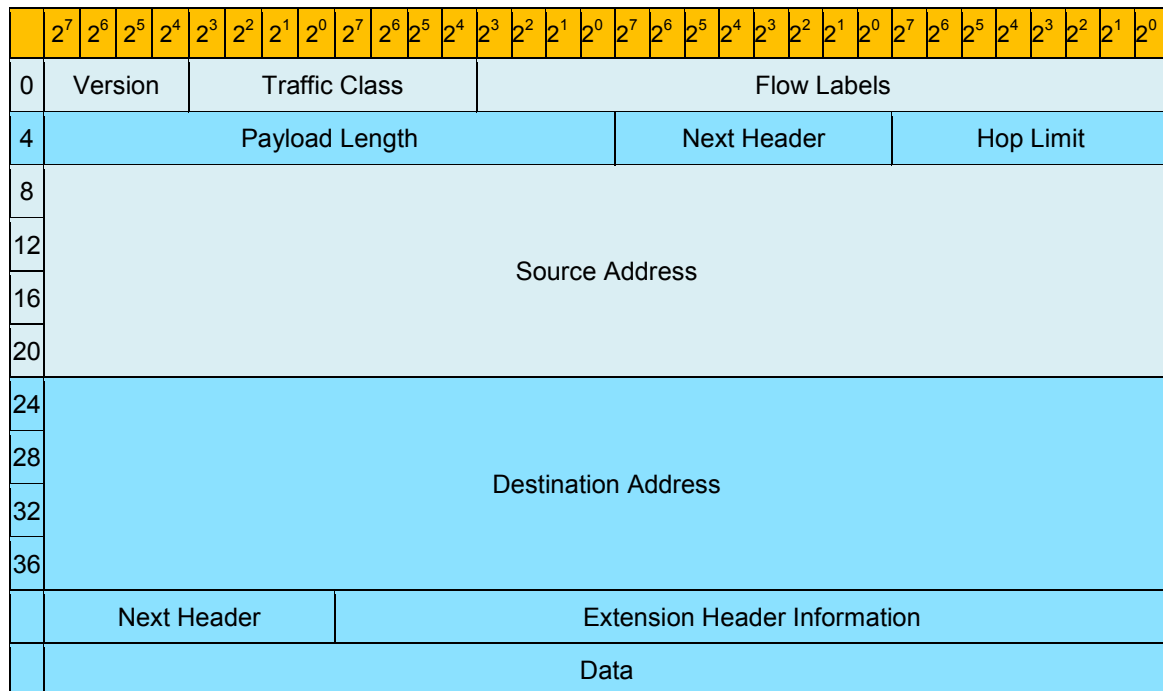 2⁷ 2⁶ 2⁵ 2⁴ 2³ 2² 2¹ 2⁰ 2⁷ 2⁶ 2⁵ 2⁴ 2³ 2² 2¹ 2⁰ 2⁷ 2⁶ 2⁵ 2⁴ 2³ 2² 2¹ 2⁰ 2⁷ 2⁶ 2⁵ 2⁴ 2³ 2² 2¹ 2⁰
0 Version Traffic Class Flow Labels
4 Payload Length Next Header Hop Limit
8
12
Source Address
16
20
24
28
Destination Address
32
36
Next Header Extension Header Information
Data